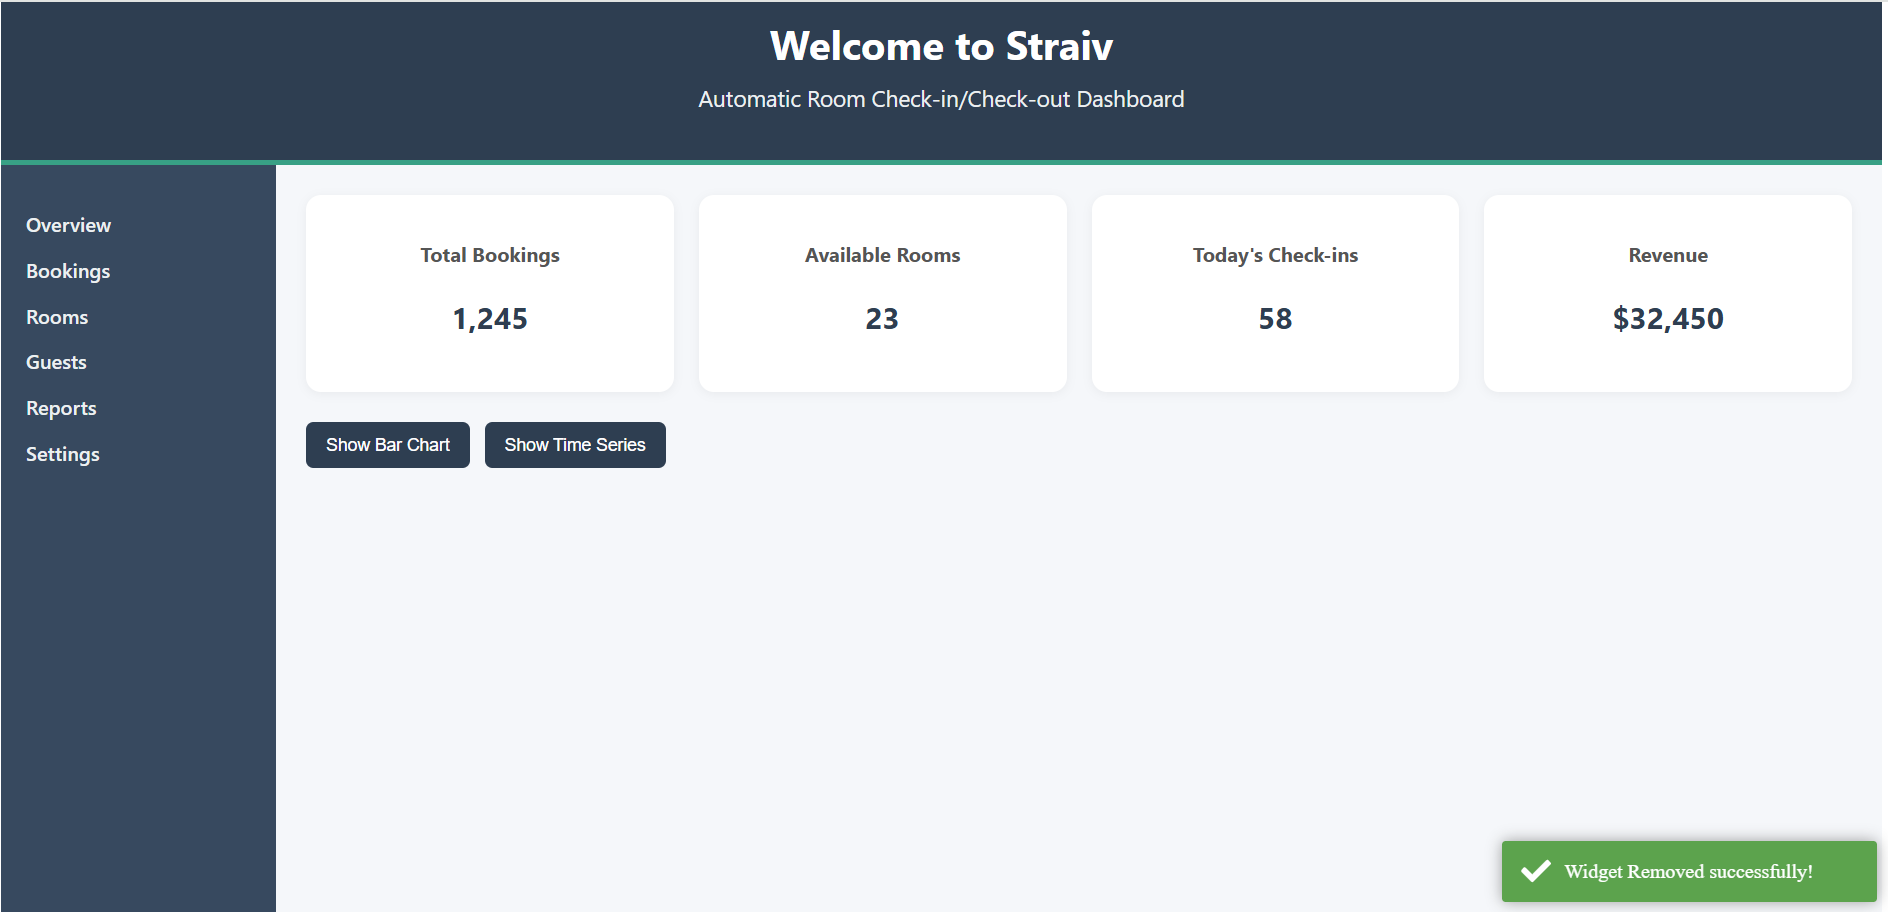 Welcome to Straiv
Automatic Room Check-in/Check-out Dashboard
Overview
Bookings
Rooms
Guests
Reports
Settings
Total Bookings
1,245
Available Rooms
23
Today's Check-ins
58
Revenue
$32,450
Show Bar Chart
Show Time Series
Widget Removed successfully!